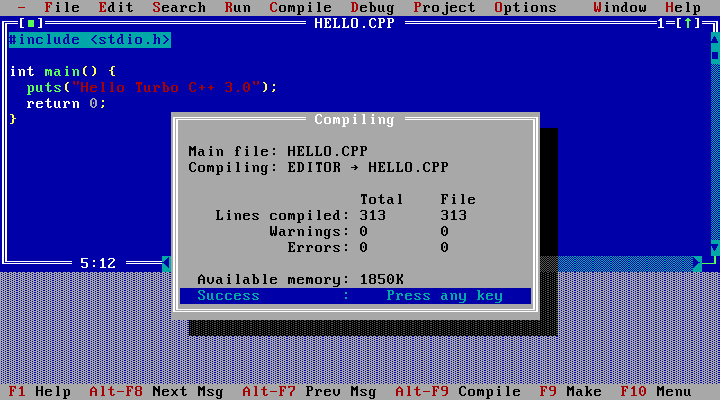 - File Edit Search Run Compile Debug Project Options Window Help
[■] HELLO.CPP 1=[↑]
#include <stdio.h>
int main() {
puts("Hello Turbo C++ 3.0");
return 0;
}
Compiling
Main file: HELLO.CPP
Compiling: EDITOR → HELLO.CPP
Total File
Lines compiled: 313 313
Warnings: 0 0
Errors: 0 0
5:12
Available memory: 1850K
Success : Press any key
F1 Help Alt-F8 Next Msg Alt-F7 Prev Msg Alt-F9 Compile F9 Make F10 Menu